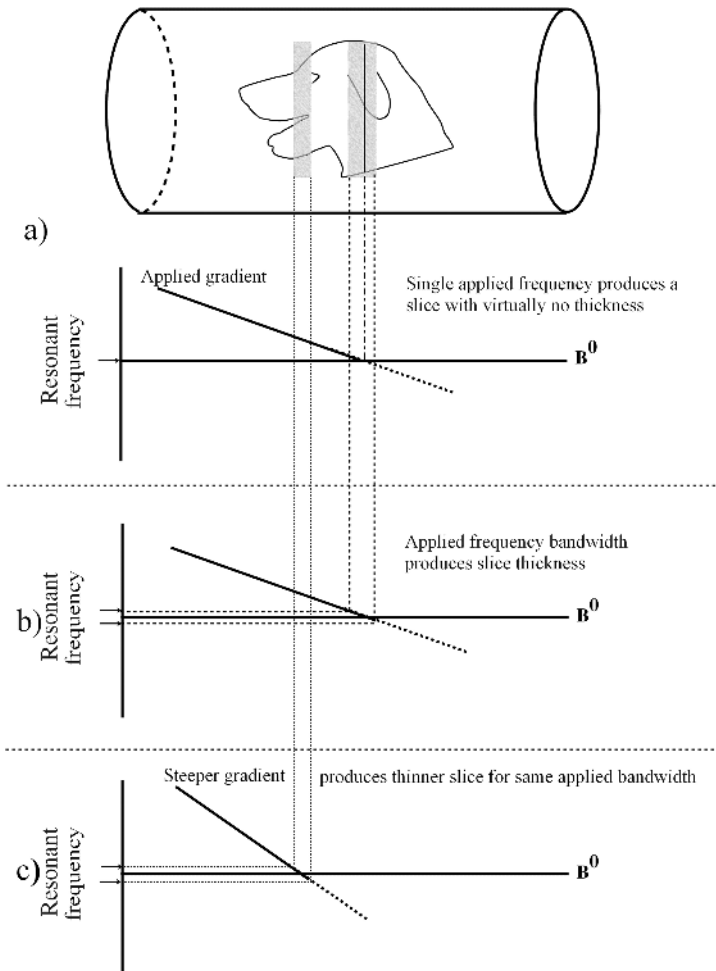 a)
Applied gradient
Single applied frequency produces a
slice with virtually no thickness
Resonant
frequency
B0
Applied frequency bandwidth
produces slice thickness
b)
Resonant
frequency
B0
Steeper gradient produces thinner slice for same applied bandwidth
c)
Resonant
frequency
B0